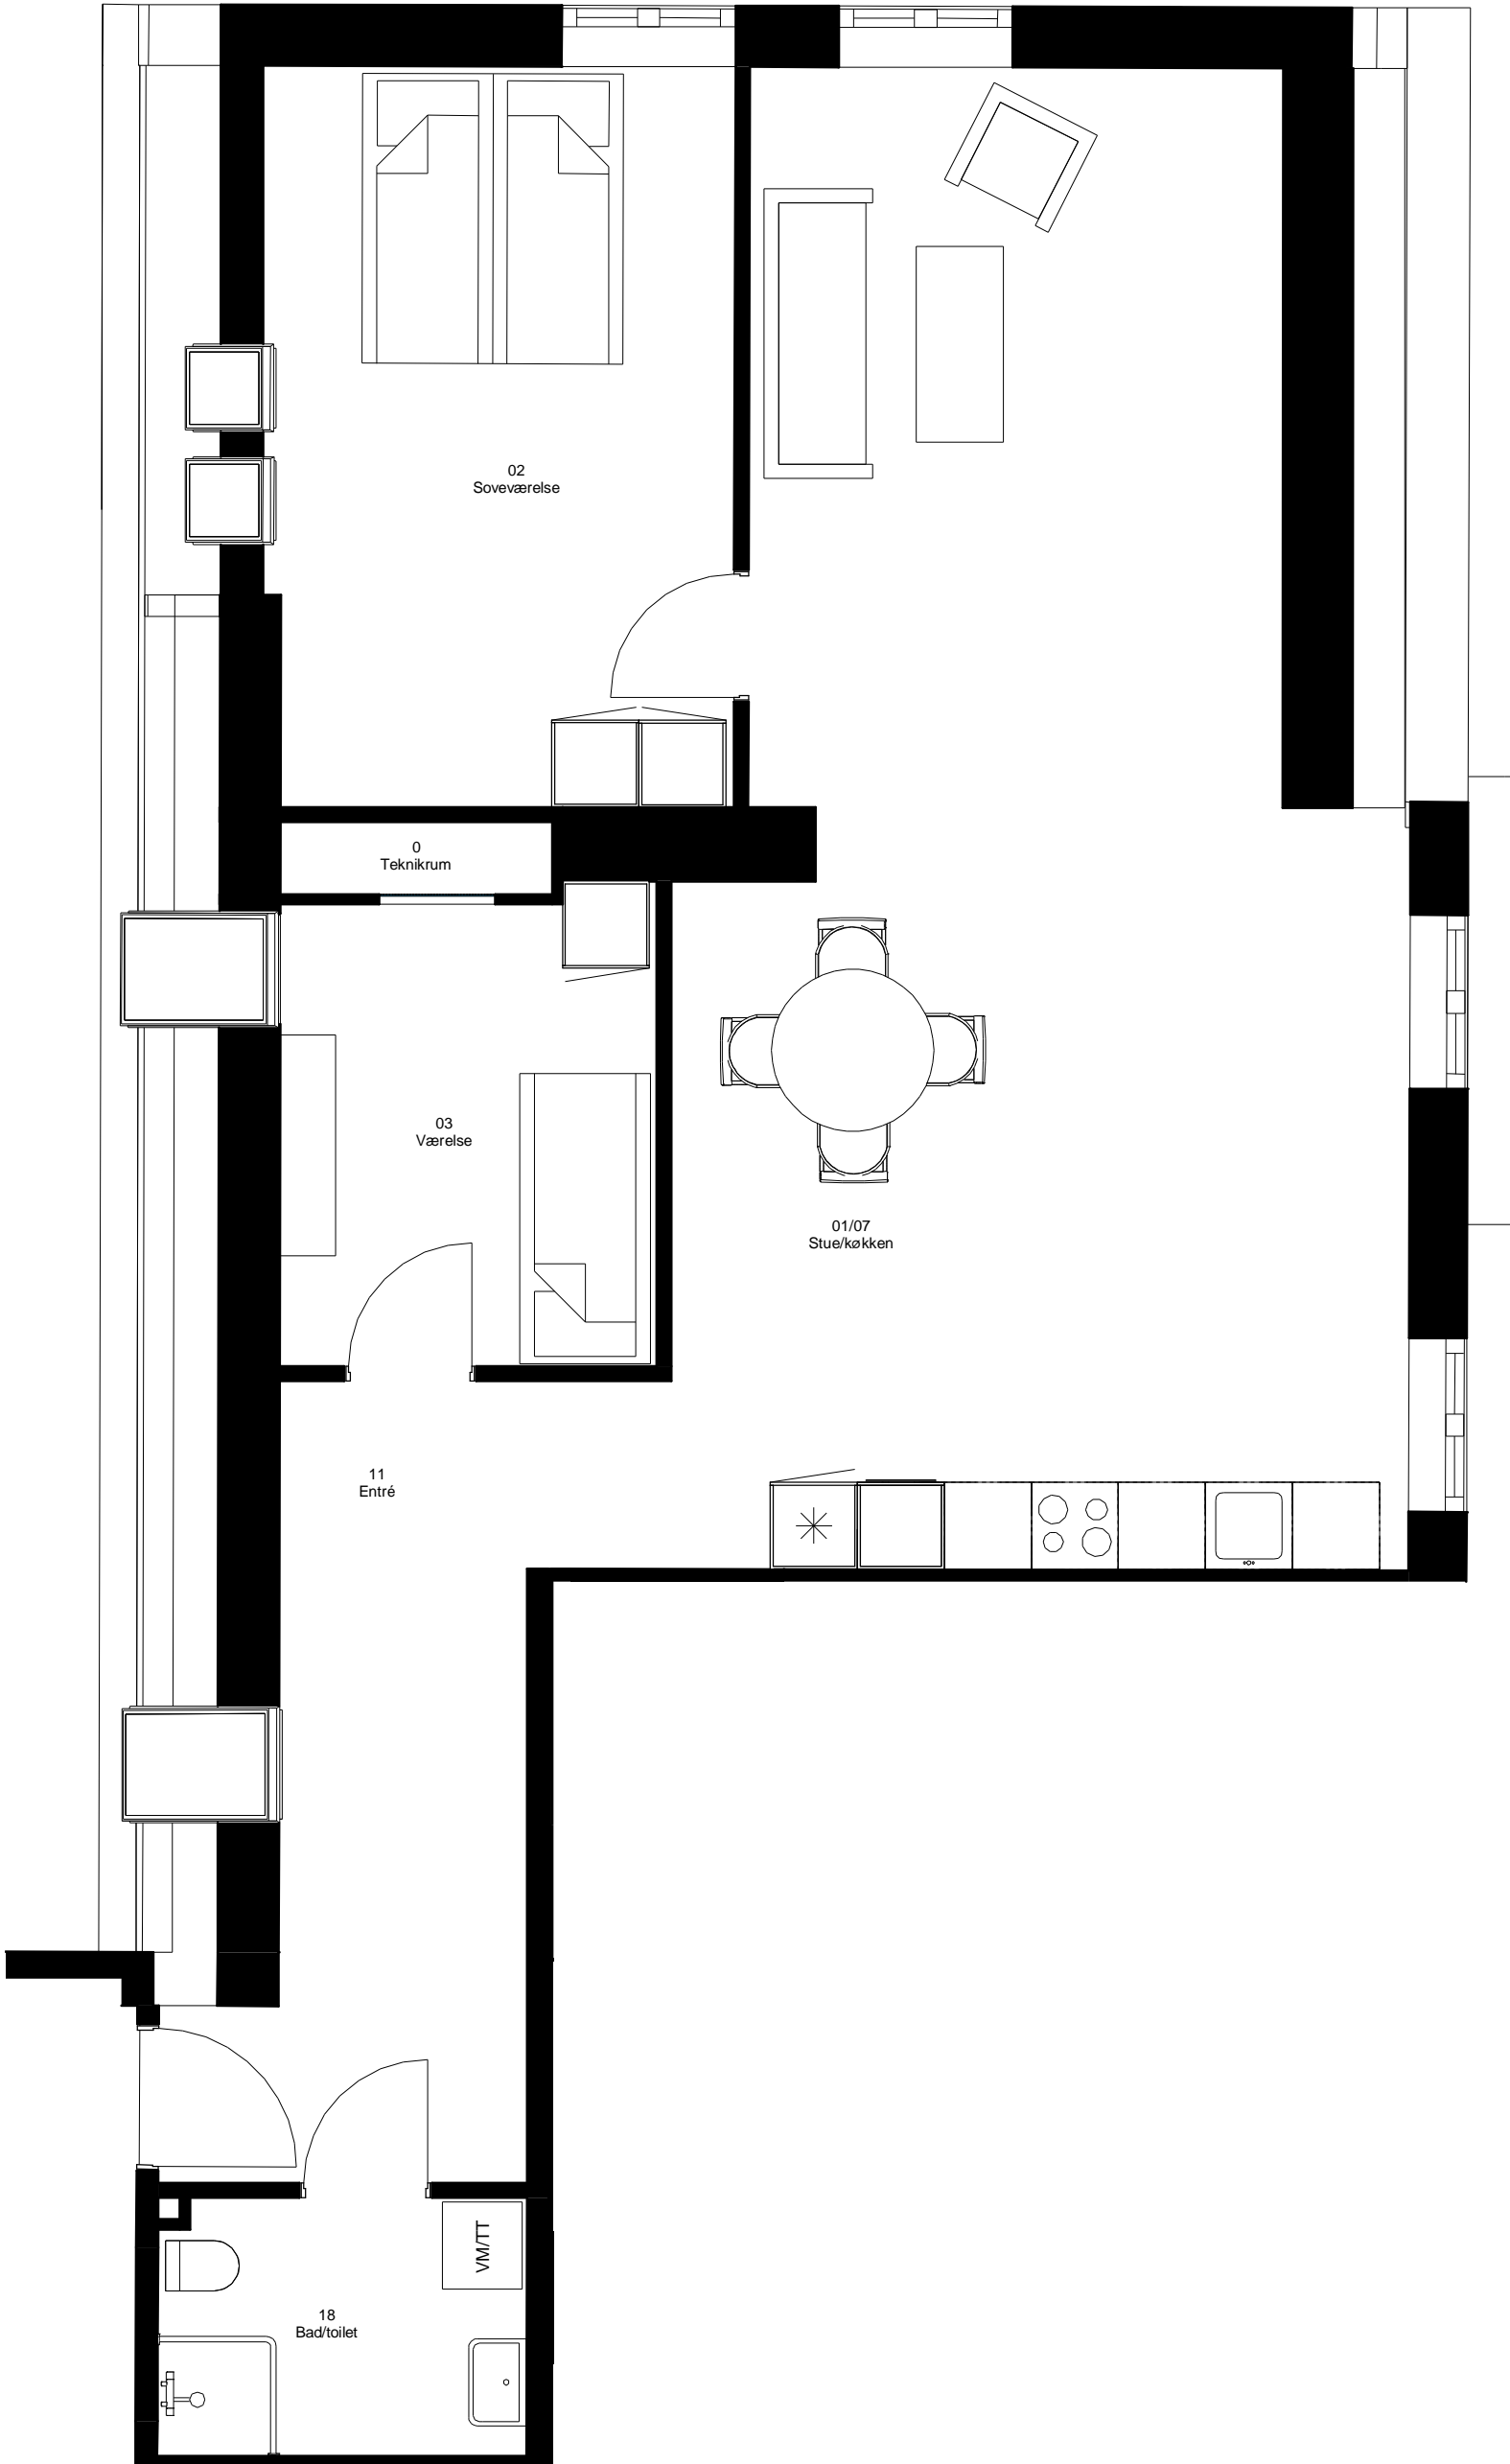 02
Soveværelse
0
Teknikrum
03
Værelse
01/07
Stue/køkken
11
Entré
VM/TT
18
Bad/toilet